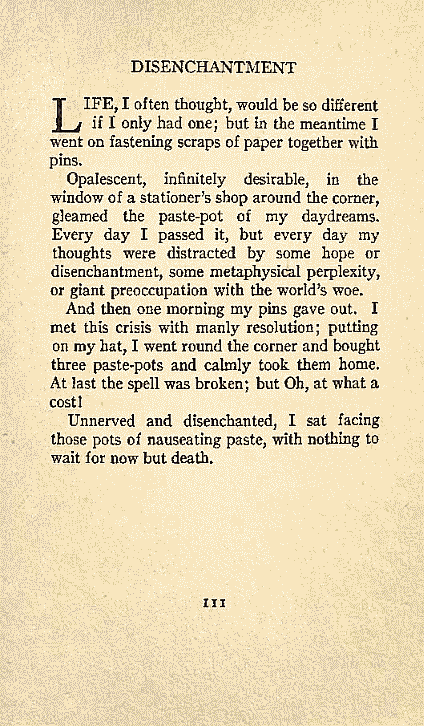 DISENCHANTMENT
LIFE, I often thought, would be so different
if I only had one; but in the meantime I
went on fastening scraps of paper together with
pins.
Opalescent, infinitely desirable, in the
window of a stationer's shop around the corner,
gleamed the paste-pot of my daydreams.
Every day I passed it, but every day my
thoughts were distracted by some hope or
disenchantment, some metaphysical perplexity,
or giant preoccupation with the world's woe.
And then one morning my pins gave out. I
met this crisis with manly resolution; putting
on my hat, I went round the corner and bought
three paste-pots and calmly took them home.
At last the spell was broken; but Oh, at what a
cost!
Unnerved and disenchanted, I sat facing
those pots of nauseating paste, with nothing to
wait for now but death.
111